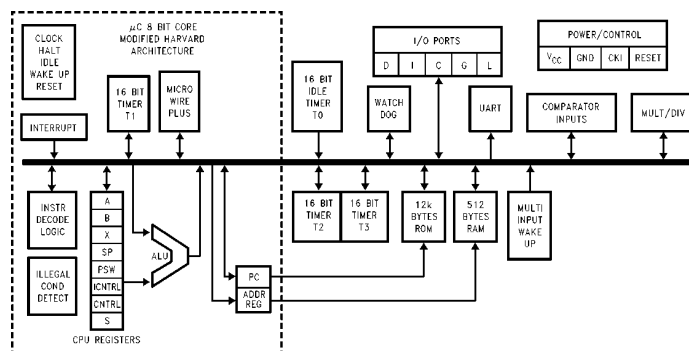 µC 8 BIT CORE
MODIFIED HARVARD
ARCHITECTURE
CLOCK
HALT
IDLE
WAKE UP
RESET
16 BIT
TIMER
T1
MICRO
WIRE
PLUS
INTERRUPT
16 BIT
IDLE
TIMER
T0
WATCH
DOG
I/O PORTS
D I C G L
UART
POWER/CONTROL
VCC GND CKI RESET
COMPARATOR
INPUTS
MULT/DIV
INSTR
DECODE
LOGIC
ILLEGAL
COND
DETECT
A
B
X
SP
PSW
ICNTRL
CNTRL
S
CPU REGISTERS
ALU
PC
ADDR
REG
16 BIT
TIMER
T2
16 BIT
TIMER
T3
12k
BYTES
ROM
512
BYTES
RAM
MULTI
INPUT
WAKE
UP